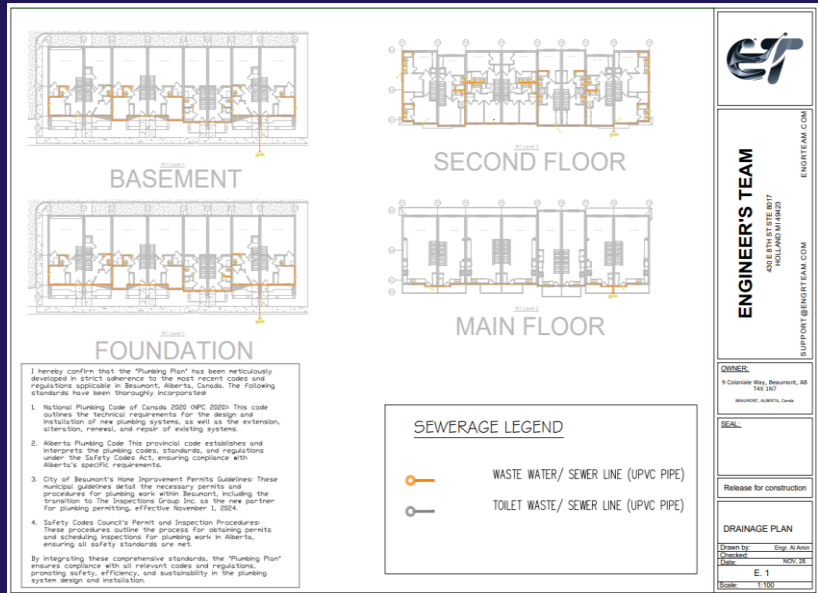 BASEMENT
SECOND FLOOR
FOUNDATION
MAIN FLOOR
I hereby confirm that the "Plumbing Plan" has been meticulously
developed in strict adherence to the most recent codes and
regulations applicable in Beaumont, Alberta, Canada. The following
standards have been thoroughly incorporated:
1. National Plumbing Code of Canada 2020 (NPC 2020): This code
outlines the technical requirements for the design and
installation of new plumbing systems, as well as the extension,
alteration, renewal, and repair of existing systems.
2. Alberta Plumbing Code This provincial code establishes and
interprets the plumbing codes, standards, and regulations
under the Safety Codes Act, ensuring compliance with
Alberta's specific requirements.
3. City of Beaumont's Home Improvement Permits Guidelines: These
municipal guidelines detail the necessary permits and
procedures for plumbing work within Beaumont, including the
transition to The Inspections Group Inc. as the new partner
for plumbing permitting, effective November 1, 2024.
4. Safety Codes Council's Permit and Inspection Procedures:
These procedures outline the process for obtaining permits
and scheduling inspections for plumbing work in Alberta,
ensuring all safety standards are met.
By integrating these comprehensive standards, the "Plumbing Plan"
ensures compliance with all relevant codes and regulations,
promoting safety, efficiency, and sustainability in the plumbing
system design and installation.
SEWERAGE LEGEND
WASTE WATER/ SEWER LINE (UPVC PIPE)
TOILET WASTE/ SEWER LINE (UPVC PIPE)
ET
ENGINEER'S TEAM
430 E 8TH ST STE 8017
HOLLAND MI 49423
SUPPORT@ENGRTEAM.COM
ENGRTEAM.COM
OWNER:
9 Coloniale Way, Beaumont, AB
T4X 1N7
BEAUMONT, ALBERTA, Canda
SEAL:
Release for construction
DRAINAGE PLAN
Drawn by: Engr. Al Amin
Checked:
Date: NOV. 26.
E. 1
Scale: 1:100